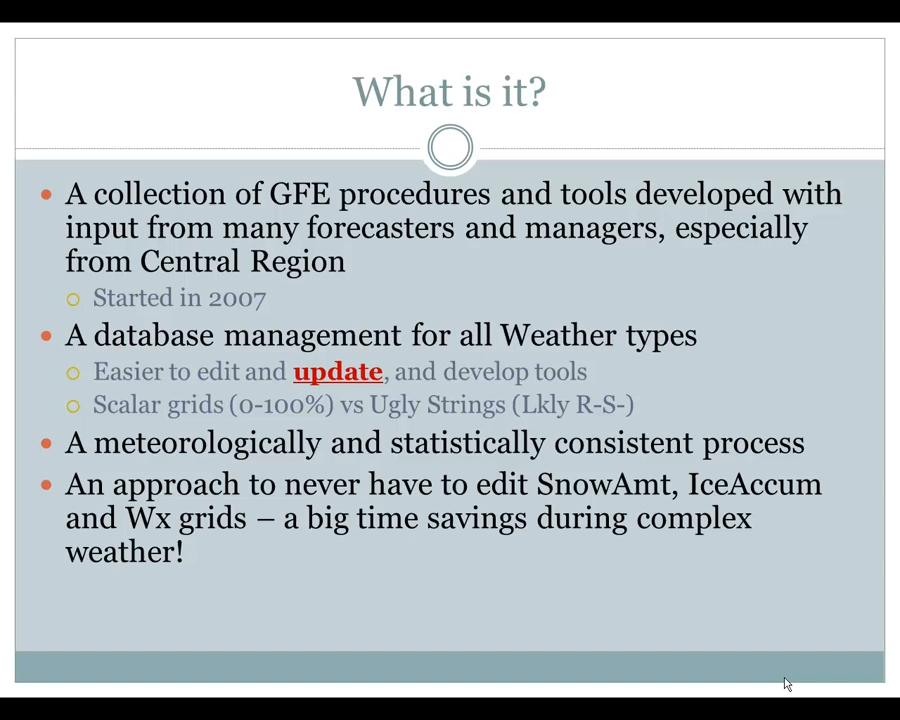 What is it?
A collection of GFE procedures and tools developed with
input from many forecasters and managers, especially
from Central Region
Started in 2007
A database management for all Weather types
Easier to edit and update, and develop tools
Scalar grids (0-100%) vs Ugly Strings (Lkly R-S-)
A meteorologically and statistically consistent process
An approach to never have to edit SnowAmt, IceAccum
and Wx grids – a big time savings during complex
weather!